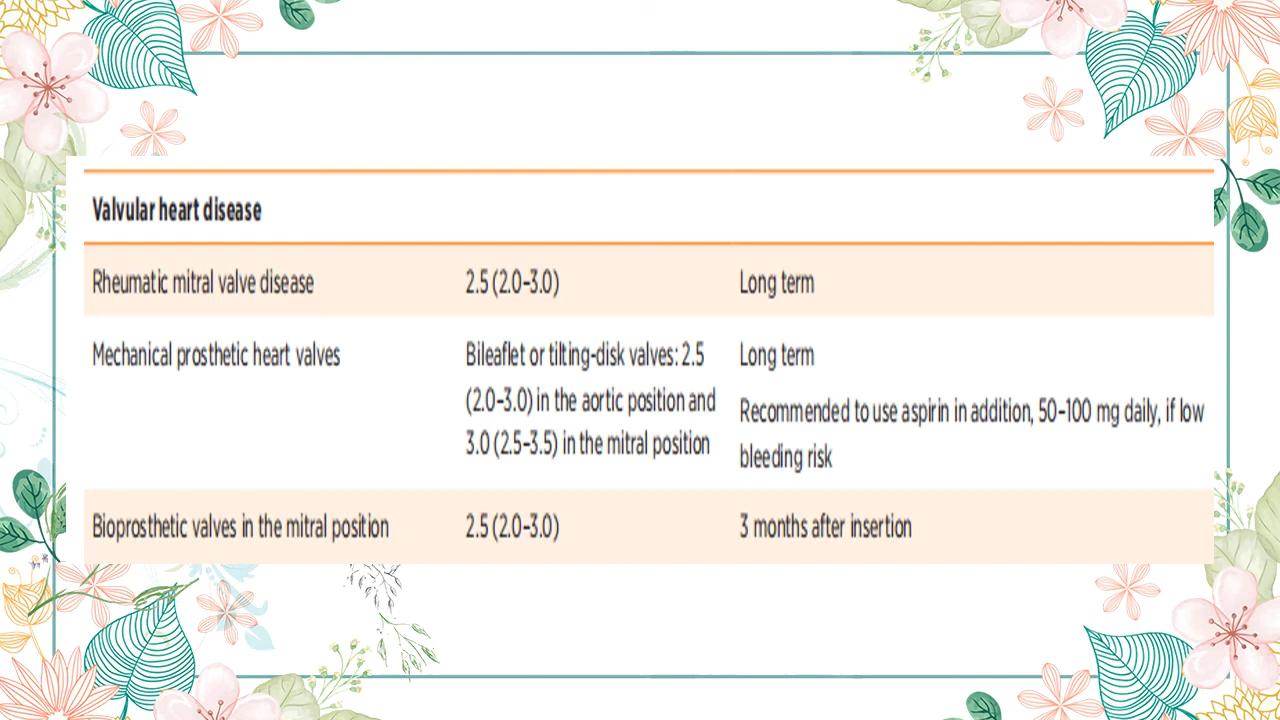 Valvular heart disease
Rheumatic mitral valve disease
2.5 (2.0–3.0)
Long term
Mechanical prosthetic heart valves
Bileaflet or tilting-disk valves: 2.5
(2.0–3.0) in the aortic position and
3.0 (2.5–3.5) in the mitral position
Long term
Recommended to use aspirin in addition, 50–100 mg daily, if low
bleeding risk
Bioprosthetic valves in the mitral position
2.5 (2.0–3.0)
3 months after insertion